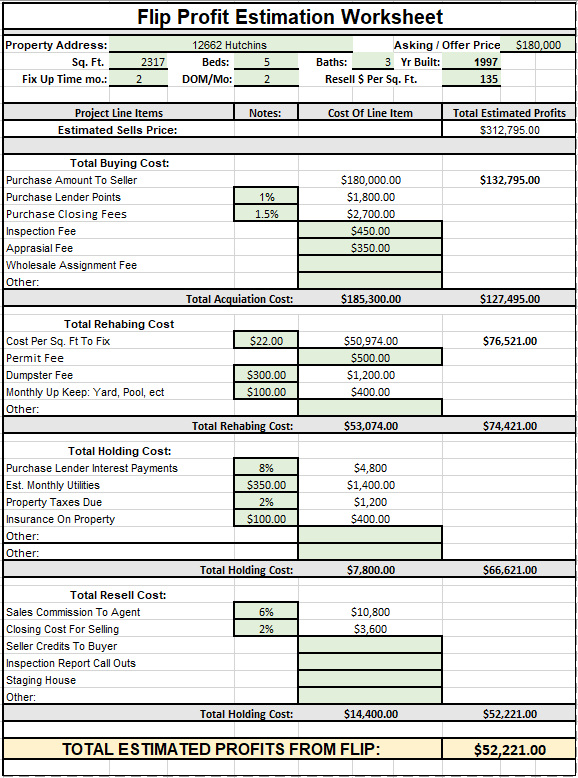 Flip Profit Estimation Worksheet
Property Address: 12662 Hutchins Asking / Offer Price $180,000
Sq. Ft. 2317 Beds: 5 Baths: 3 Yr Built: 1997
Fix Up Time mo.: 2 DOM/Mo: 2 Resell $ Per Sq. Ft. 135
Project Line Items Notes: Cost Of Line Item Total Estimated Profits
Estimated Sells Price: $312,795.00
Total Buying Cost:
Purchase Amount To Seller $180,000.00 $132,795.00
Purchase Lender Points 1% $1,800.00
Purchase Closing Fees 1.5% $2,700.00
Inspection Fee $450.00
Apprasial Fee $350.00
Wholesale Assignment Fee
Other:
Total Acquiation Cost: $185,300.00 $127,495.00
Total Rehabing Cost
Cost Per Sq. Ft To Fix $22.00 $50,974.00 $76,521.00
Permit Fee $500.00
Dumpster Fee $300.00 $1,200.00
Monthly Up Keep: Yard, Pool, ect $100.00 $400.00
Other:
Total Rehabing Cost: $53,074.00 $74,421.00
Total Holding Cost:
Purchase Lender Interest Payments 8% $4,800
Est. Monthly Utilities $350.00 $1,400.00
Property Taxes Due 2% $1,200
Insurance On Property $100.00 $400.00
Other:
Other:
Total Holding Cost: $7,800.00 $66,621.00
Total Resell Cost:
Sales Commission To Agent 6% $10,800
Closing Cost For Selling 2% $3,600
Seller Credits To Buyer
Inspection Report Call Outs
Staging House
Other:
Total Holding Cost: $14,400.00 $52,221.00
TOTAL ESTIMATED PROFITS FROM FLIP: $52,221.00